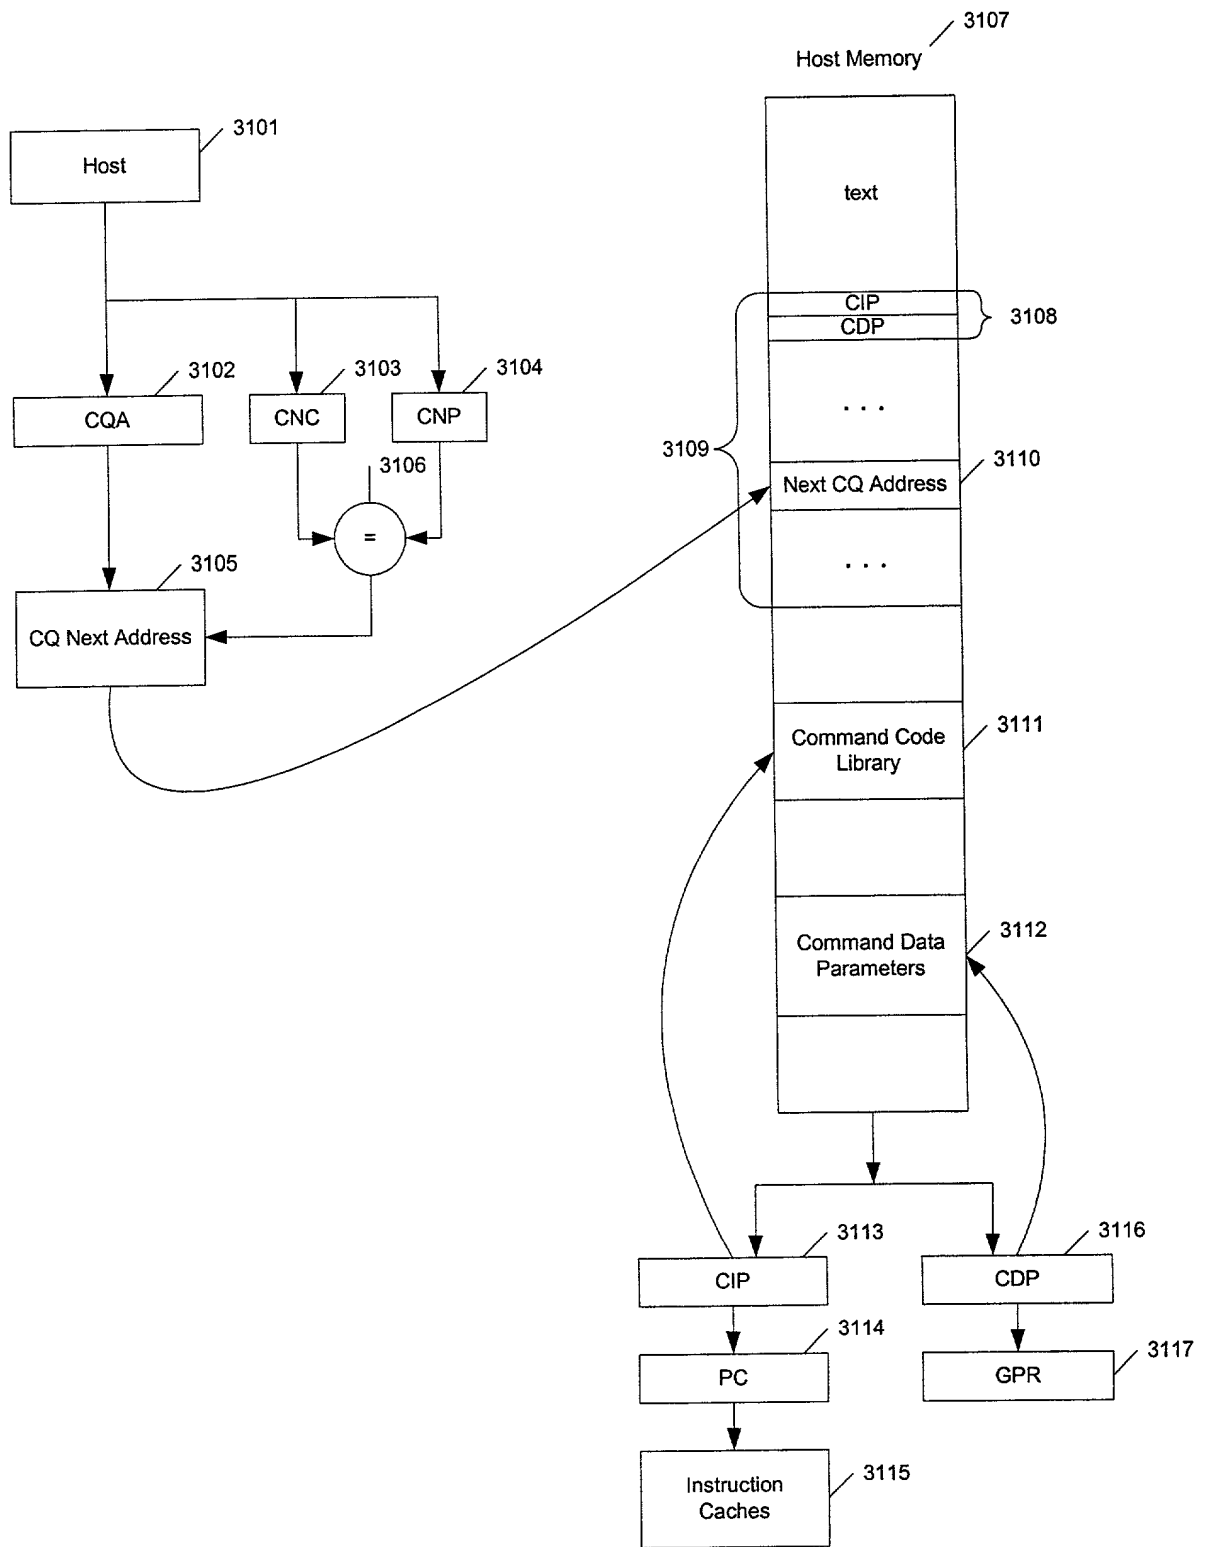 3107
Host Memory
3101
Host
text
CIP
CDP
3108
3102
3103
3104
CQA
CNC
CNP
. . .
3109
3106
3110
Next CQ Address
=
3105
. . .
CQ Next Address
3111
Command Code
Library
3112
Command Data
Parameters
3113
3116
CIP
CDP
3114
3117
PC
GPR
3115
Instruction
Caches